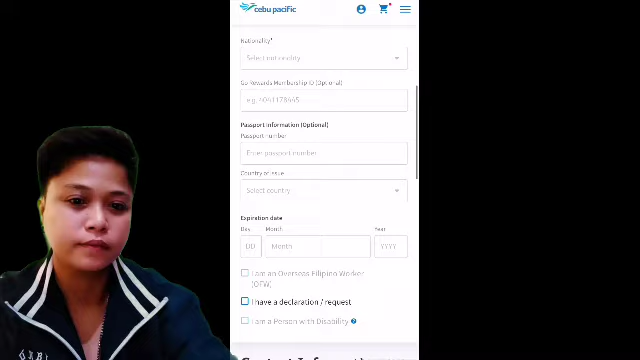 cebu pacific
Nationality*
Select nationality
Go Rewards Membership ID (Optional)
e.g. 4041178445
Passport Information (Optional)
Passport number
Enter passport number
Country of issue
Select country
Expiration date
Day Month Year
DD Month YYYY
I am an Overseas Filipino Worker
(OFW)
I have a declaration / request
I am a Person with Disability ?